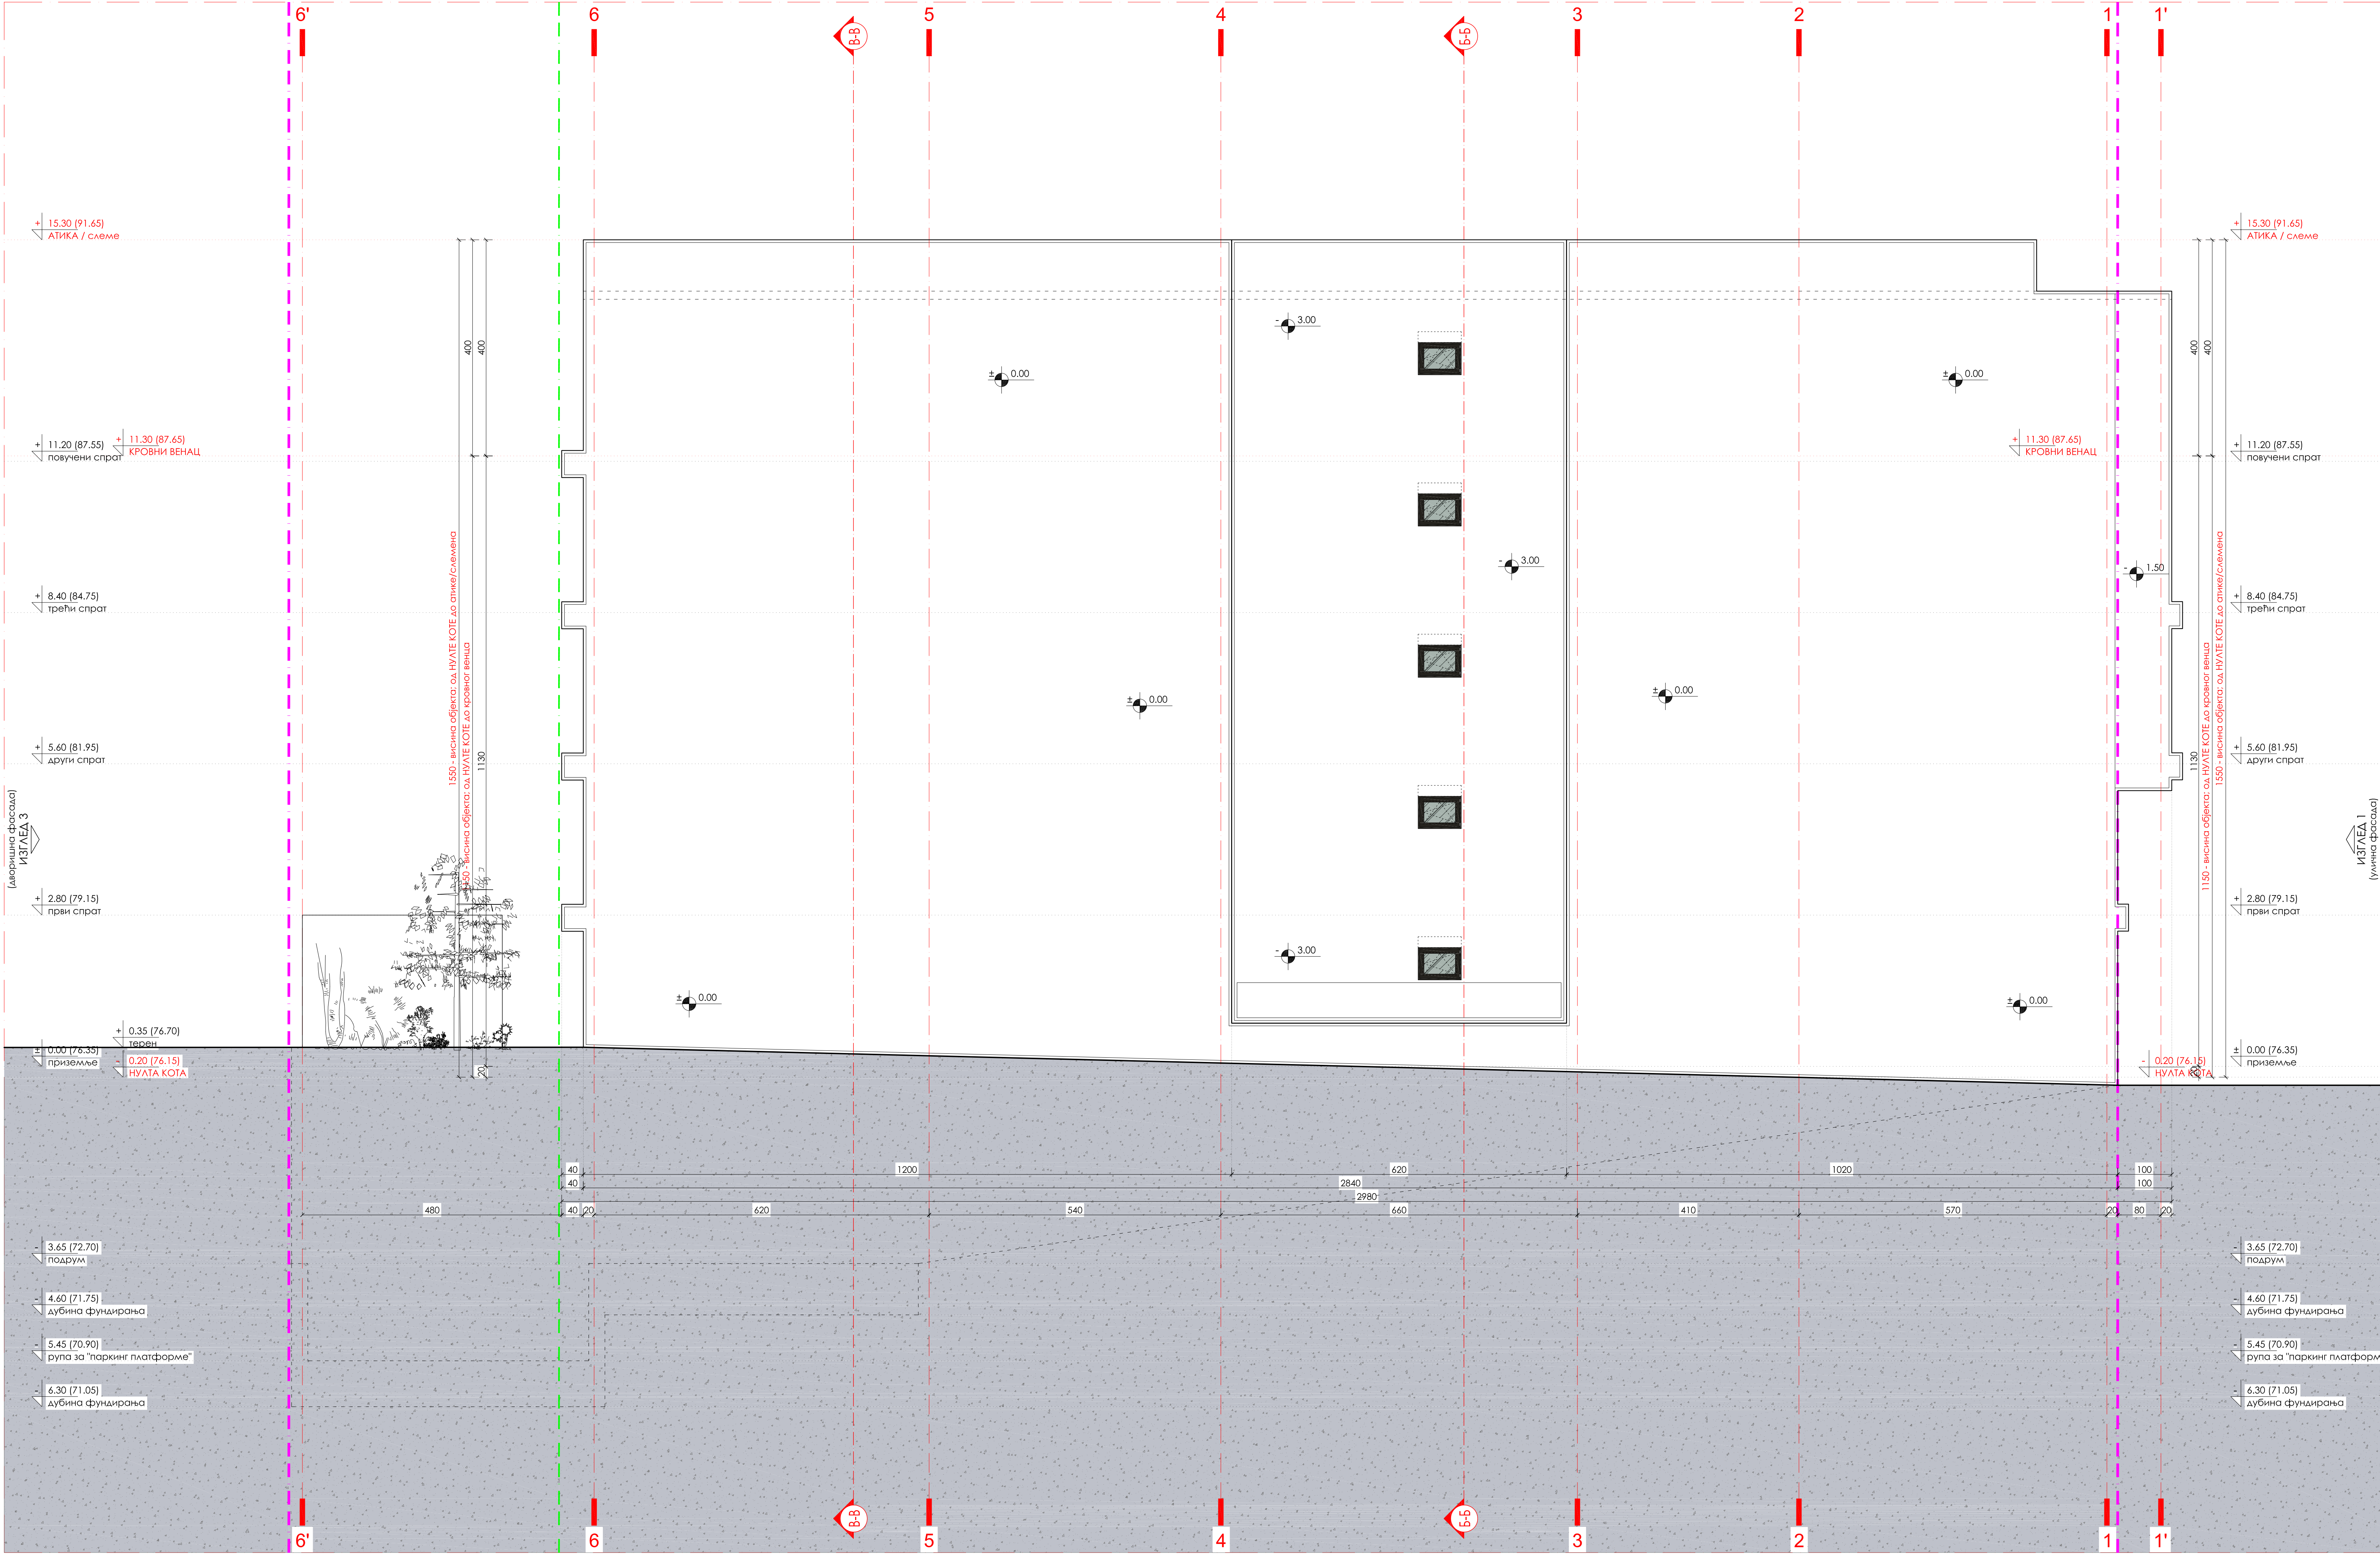 6'
6
В-В
5
4
Б-Б
3
2
1
1'
+ 15.30 (91.65)
АТИКА / слеме
+ 15.30 (91.65)
АТИКА / слеме
- 3.00
± 0.00
± 0.00
400
400
400
400
+ 11.20 (87.55)
повучени спрат
+ 11.30 (87.65)
КРОВНИ ВЕНАЦ
+ 11.30 (87.65)
КРОВНИ ВЕНАЦ
+ 11.20 (87.55)
повучени спрат
- 3.00
- 1.50
+ 8.40 (84.75)
трећи спрат
+ 8.40 (84.75)
трећи спрат
1550 - висина објекта: од НУЛТЕ КОТЕ до атике/слемена
1150 - висина објекта: од НУЛТЕ КОТЕ до кровног венца
1130
1130
1150 - висина објекта: од НУЛТЕ КОТЕ до кровног венца
1550 - висина објекта: од НУЛТЕ КОТЕ до атике/слемена
± 0.00
± 0.00
+ 5.60 (81.95)
други спрат
+ 5.60 (81.95)
други спрат
(дворишна фасада)
ИЗГЛЕД 3
ИЗГЛЕД 1
(улична фасада)
+ 2.80 (79.15)
први спрат
+ 2.80 (79.15)
први спрат
- 3.00
± 0.00
± 0.00
+ 0.35 (76.70)
терен
± 0.00 (76.35)
приземље
- 0.20 (76.15)
НУЛТА КОТА
20
- 0.20 (76.15)
НУЛТА КОТА
20
± 0.00 (76.35)
приземље
40 1200 620 1020 100
40 2840 100
2980
480 40 20 620 540 660 410 570 20 80 20
- 3.65 (72.70)
подрум
- 3.65 (72.70)
подрум
- 4.60 (71.75)
дубина фундирања
- 4.60 (71.75)
дубина фундирања
- 5.45 (70.90)
рупа за "паркинг платформе"
- 5.45 (70.90)
рупа за "паркинг платформ
- 6.30 (71.05)
дубина фундирања
- 6.30 (71.05)
дубина фундирања
6'
6
В-В
5
4
Б-Б
3
2
1
1'